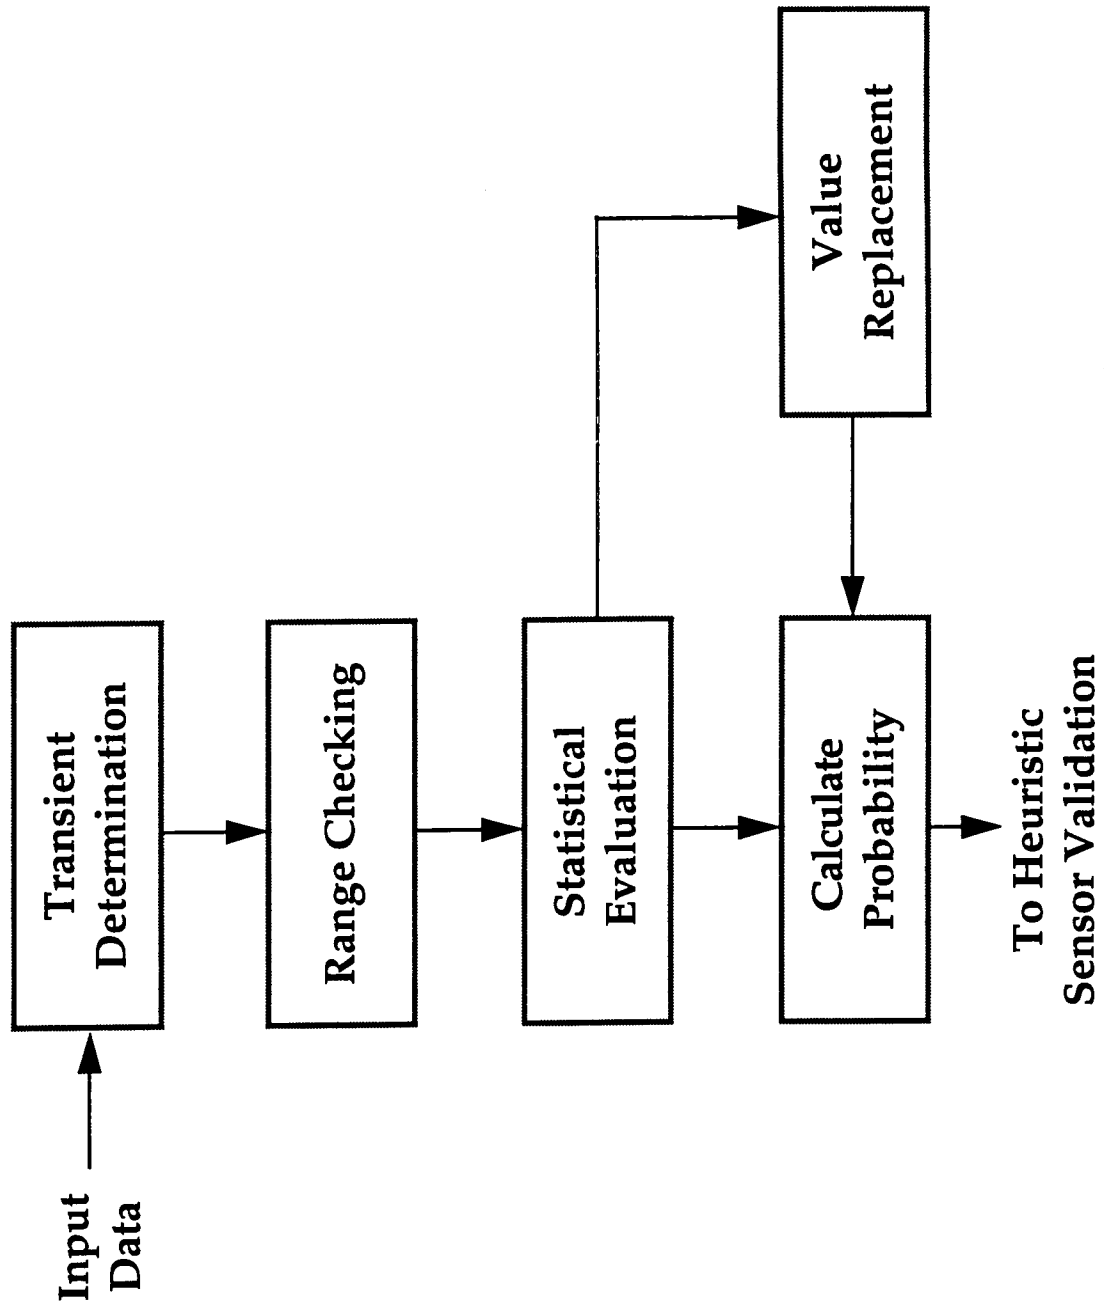 Input
Data
Transient
Determination
Range Checking
Statistical
Evaluation
Calculate
Probability
Value
Replacement
To Heuristic
Sensor Validation